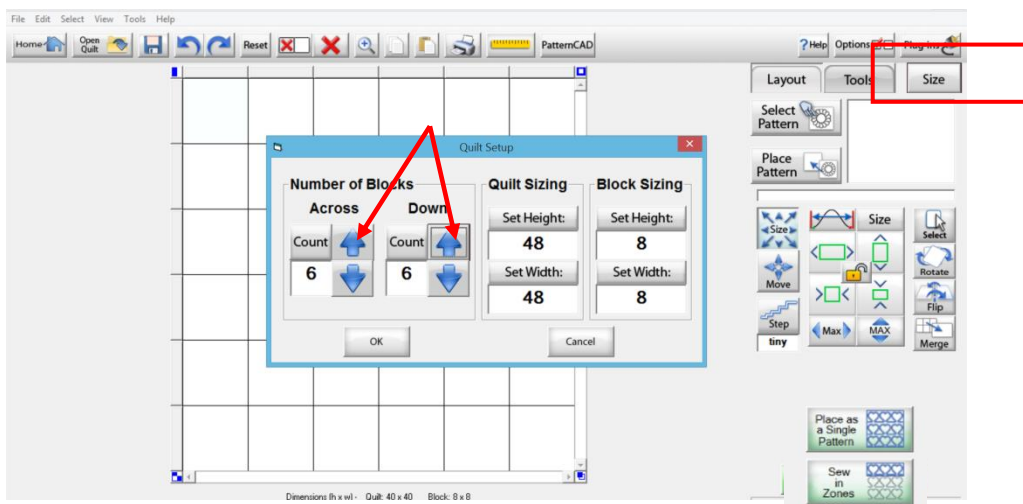 File Edit Select View Tools Help
Home Open Quilt Reset PatternCAD ?Help Options
Layout Tools Size
Select Pattern
Place Pattern
Quilt Setup
Number of Blocks Quilt Sizing Block Sizing
Across Down
Set Height: Set Height:
Count Count 48 8
6 6 Set Width: Set Width:
48 8
OK Cancel
Size Size Select
Move Rotate
Flip
Step Max MAX
tiny Merge
Place as a Single Pattern
Sew in Zones
Dimensions (h x w) - Quilt: 40 x 40 Block: 8 x 8